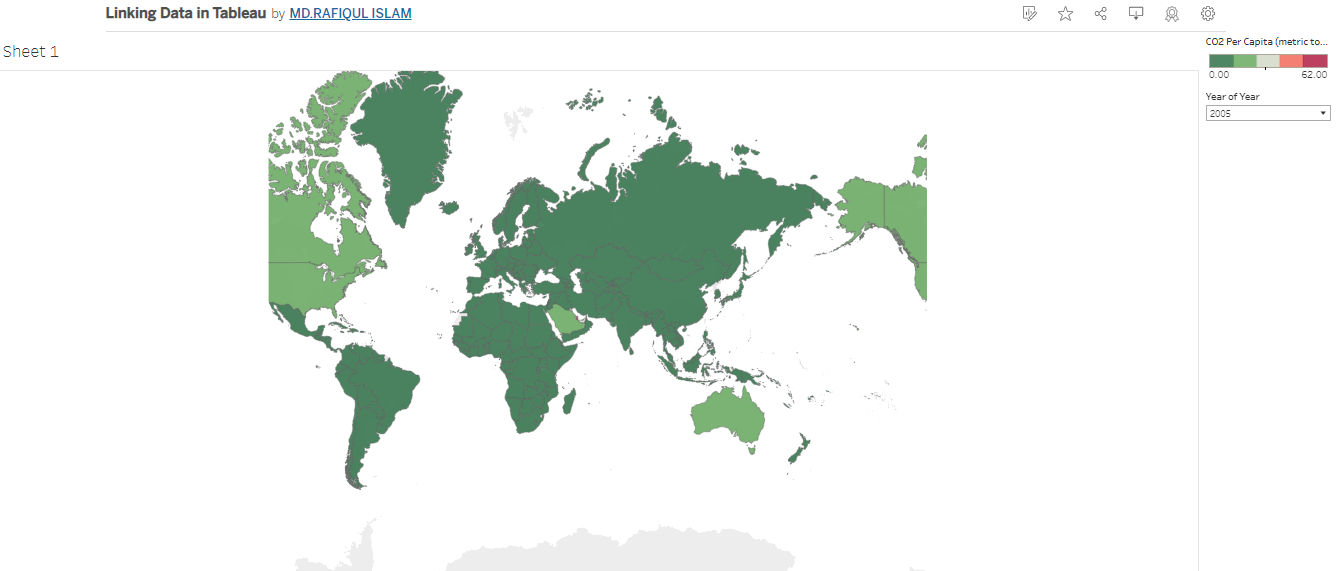 Linking Data in Tableau by MD.RAFIQUL ISLAM
Sheet 1
CO2 Per Capita (metric to...
0.00 62.00
Year of Year
2005